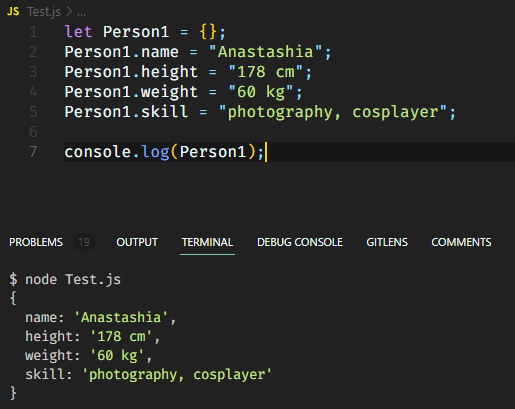 JS Test.js > ...
1 let Person1 = {};
2 Person1.name = "Anastashia";
3 Person1.height = "178 cm";
4 Person1.weight = "60 kg";
5 Person1.skill = "photography, cosplayer";
6
7 console.log(Person1);
PROBLEMS 19 OUTPUT TERMINAL DEBUG CONSOLE GITLENS COMMENTS
$ node Test.js
{
  name: 'Anastashia',
  height: '178 cm',
  weight: '60 kg',
  skill: 'photography, cosplayer'
}